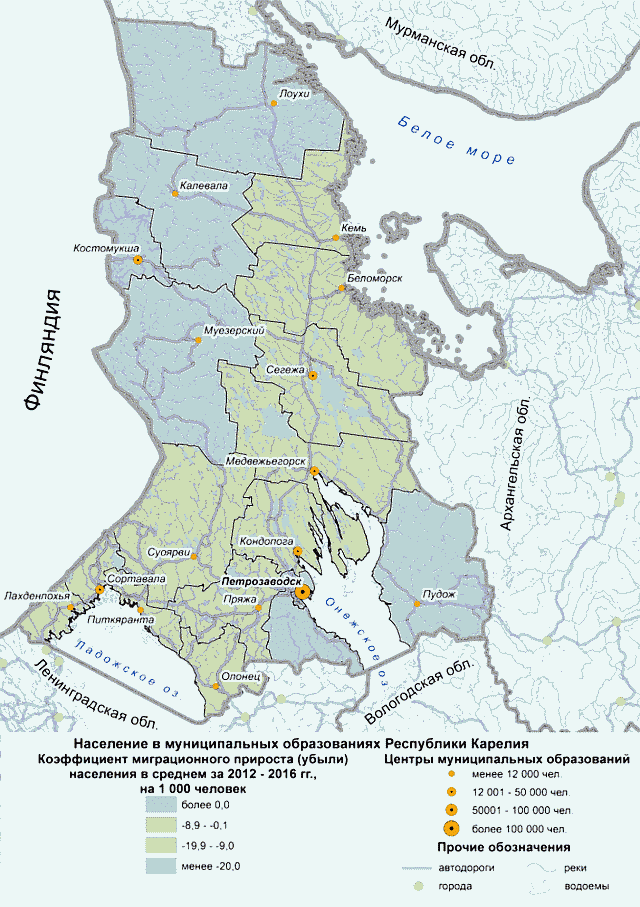 Мурманская обл.
Лоухи
Белое море
Калевала
Кемь
Костомукша
Беломорск
Финляндия
Муезерский
Сегежа
Архангельская обл.
Медвежьегорск
Кондопога
Суоярви
Сортавала
Петрозаводск
Лахденпохья
Пряжа
Пудож
Питкяранта
Онежское оз
Ладожское оз
Олонец
Ленинградская обл.
Вологодская обл.
Население в муниципальных образованиях Республики Карелия
Коэффициент миграционного прироста (убыли)
населения в среднем за 2012 - 2016 гг.,
на 1 000 человек
более 0,0
-8,9 - -0,1
-19,9 - -9,0
менее -20,0
Центры муниципальных образований
менее 12 000 чел.
12 001 - 50 000 чел.
50001 - 100 000 чел.
более 100 000 чел.
Прочие обозначения
автодороги
реки
города
водоемы